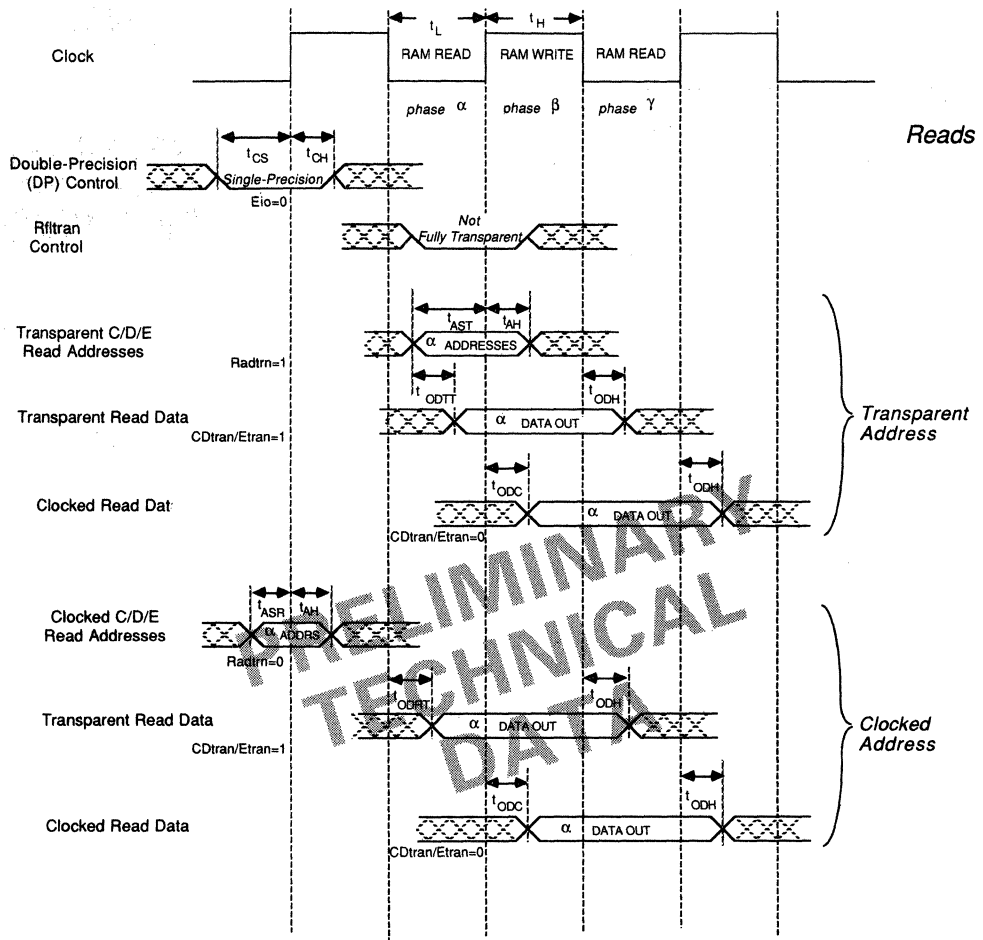 t L
t H
Clock
RAM READ
RAM WRITE
RAM READ
phase α
phase β
phase γ
Reads
t CS
t CH
Double-Precision
(DP) Control
Single-Precision
Eio=0
Rfltran
Control
Not
Fully Transparent
t AST
t AH
Transparent C/D/E
Read Addresses
α ADDRESSES
Radtrn=1
t ODTT
t ODH
Transparent Read Data
α DATA OUT
CDtran/Etran=1
Transparent
Address
t ODC
t ODH
Clocked Read Dat
α DATA OUT
CDtran/Etran=0
t ASR
t AH
Clocked C/D/E
Read Addresses
α ADDRS
Radtrn=0
t ODRT
t ODH
Transparent Read Data
α DATA OUT
CDtran/Etran=1
Clocked
Address
t ODC
t ODH
Clocked Read Data
α DATA OUT
CDtran/Etran=0
PRELIMINARY
TECHNICAL
DATA